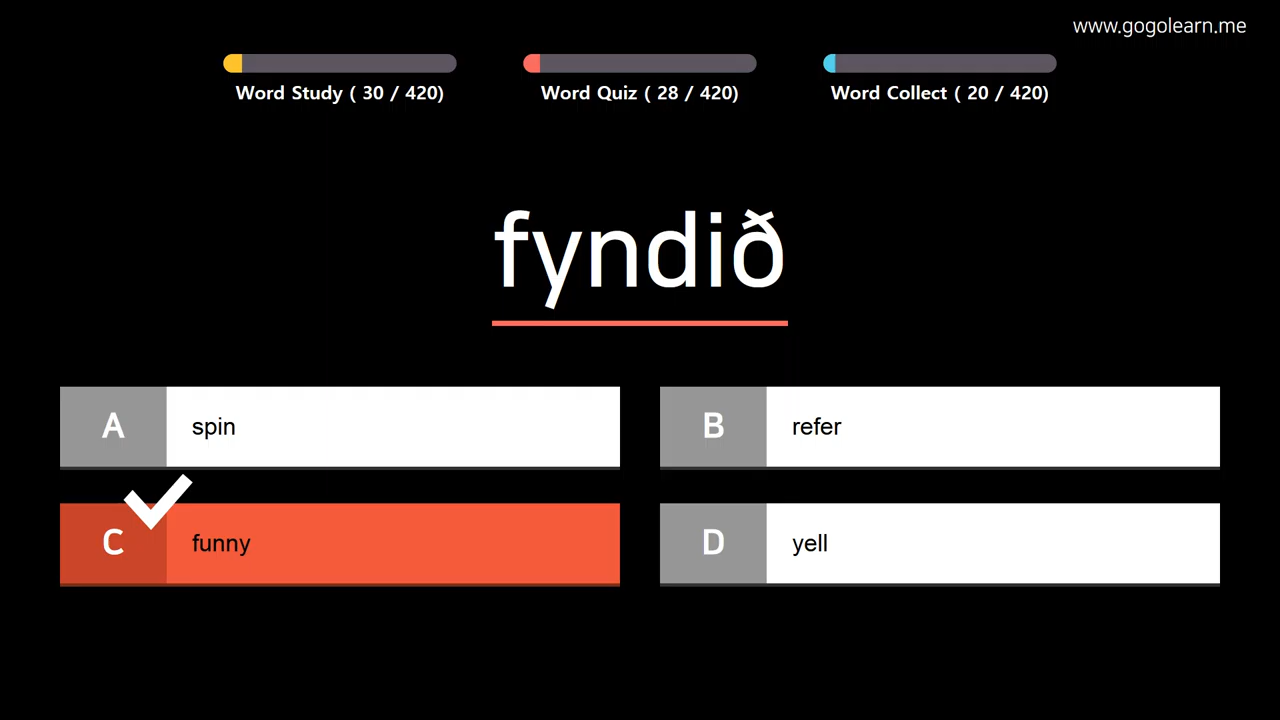 www.gogolearn.me
Word Study ( 30 / 420)
Word Quiz ( 28 / 420)
Word Collect ( 20 / 420)
fyndið
A spin
B refer
C funny
D yell